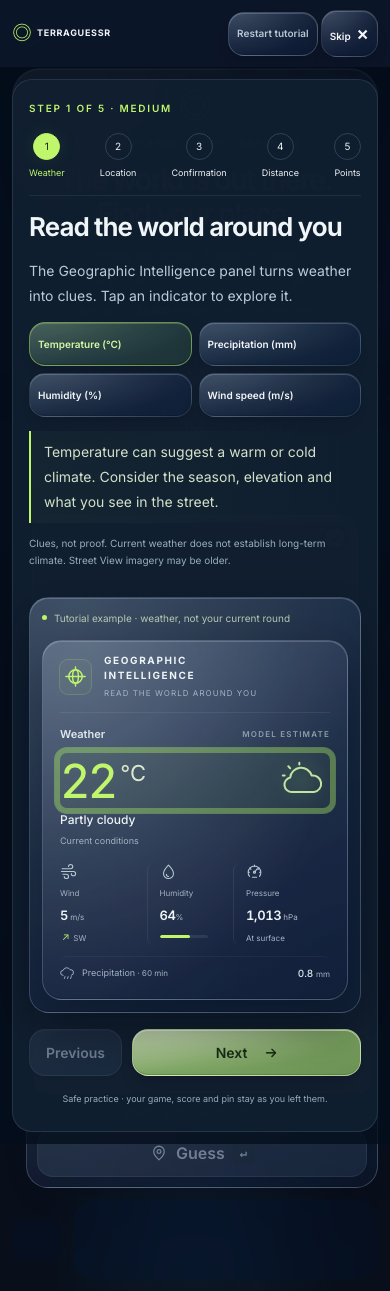 TERRAGUESSR
Restart tutorial
Skip ✕
STEP 1 OF 5 · MEDIUM
1 2 3 4 5
Weather Location Confirmation Distance Points
Read the world around you
The Geographic Intelligence panel turns weather
into clues. Tap an indicator to explore it.
Temperature (°C) Precipitation (mm)
Humidity (%) Wind speed (m/s)
Temperature can suggest a warm or cold
climate. Consider the season, elevation and
what you see in the street.
Clues, not proof. Current weather does not establish long-term
climate. Street View imagery may be older.
Tutorial example · weather, not your current round
GEOGRAPHIC
INTELLIGENCE
READ THE WORLD AROUND YOU
Weather MODEL ESTIMATE
22 °C
Partly cloudy
Current conditions
Wind Humidity Pressure
5 m/s 64% 1,013 hPa
↗ SW At surface
Precipitation · 60 min 0.8 mm
Previous Next →
Safe practice · your game, score and pin stay as you left them.
Guess ↵